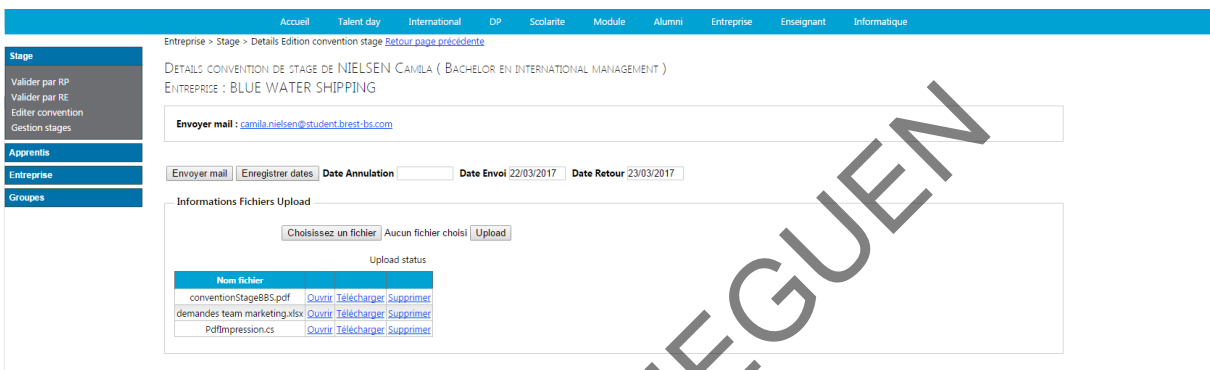 Accueil Talent day International DP Scolarite Module Alumni Entreprise Enseignant Informatique
Entreprise > Stage > Details Edition convention stage Retour page précédente
Stage
Valider par RP
Valider par RE
Editer convention
Gestion stages
Apprentis
Entreprise
Groupes
Details convention de stage de NIELSEN Camila ( Bachelor en international management )
Entreprise : BLUE WATER SHIPPING
Envoyer mail : camila.nielsen@student.brest-bs.com
Envoyer mail Enregistrer dates Date Annulation Date Envoi 22/03/2017 Date Retour 23/03/2017
Informations Fichiers Upload
Choisissez un fichier Aucun fichier choisi Upload
Upload status
Nom fichier
conventionStageBBS.pdf Ouvrir Télécharger Supprimer
demandes team marketing.xlsx Ouvrir Télécharger Supprimer
PdfImpression.cs Ouvrir Télécharger Supprimer
EGUEN